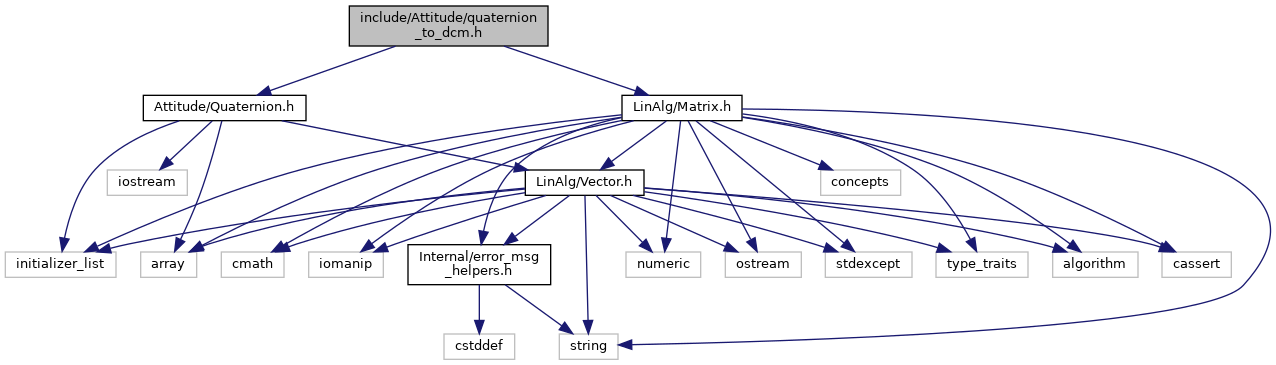 include/Attitude/quaternion
_to_dcm.h
Attitude/Quaternion.h
LinAlg/Matrix.h
iostream
LinAlg/Vector.h
concepts
initializer_list
array
cmath
iomanip
Internal/error_msg
_helpers.h
numeric
ostream
stdexcept
type_traits
algorithm
cassert
cstddef
string